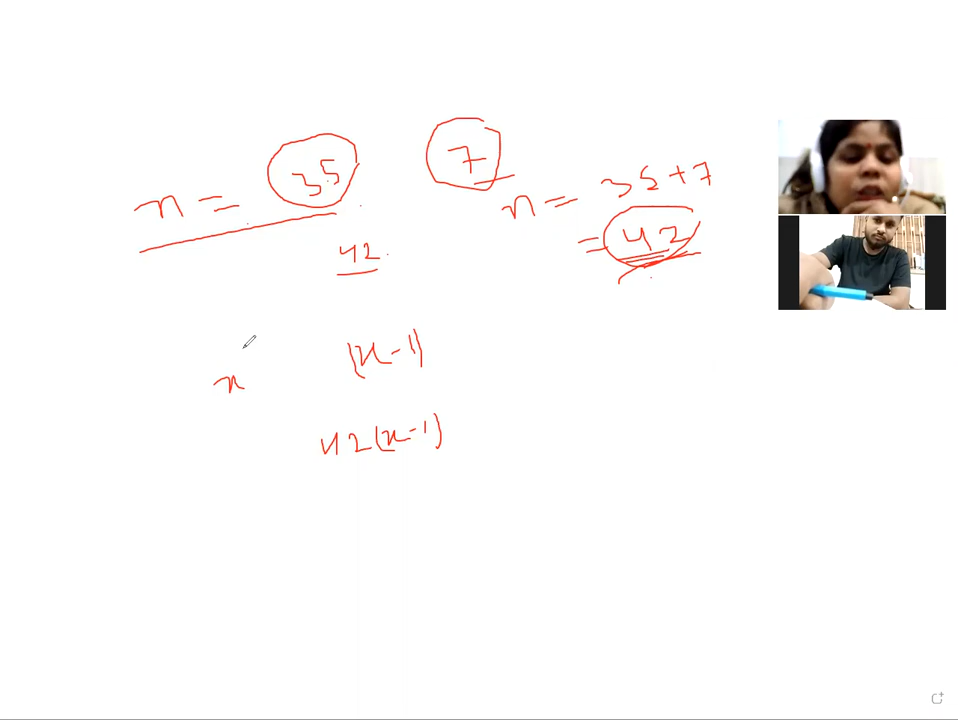 n = 35 7 n = 35+7
42 = 42
x (x-1)
42(x-1)